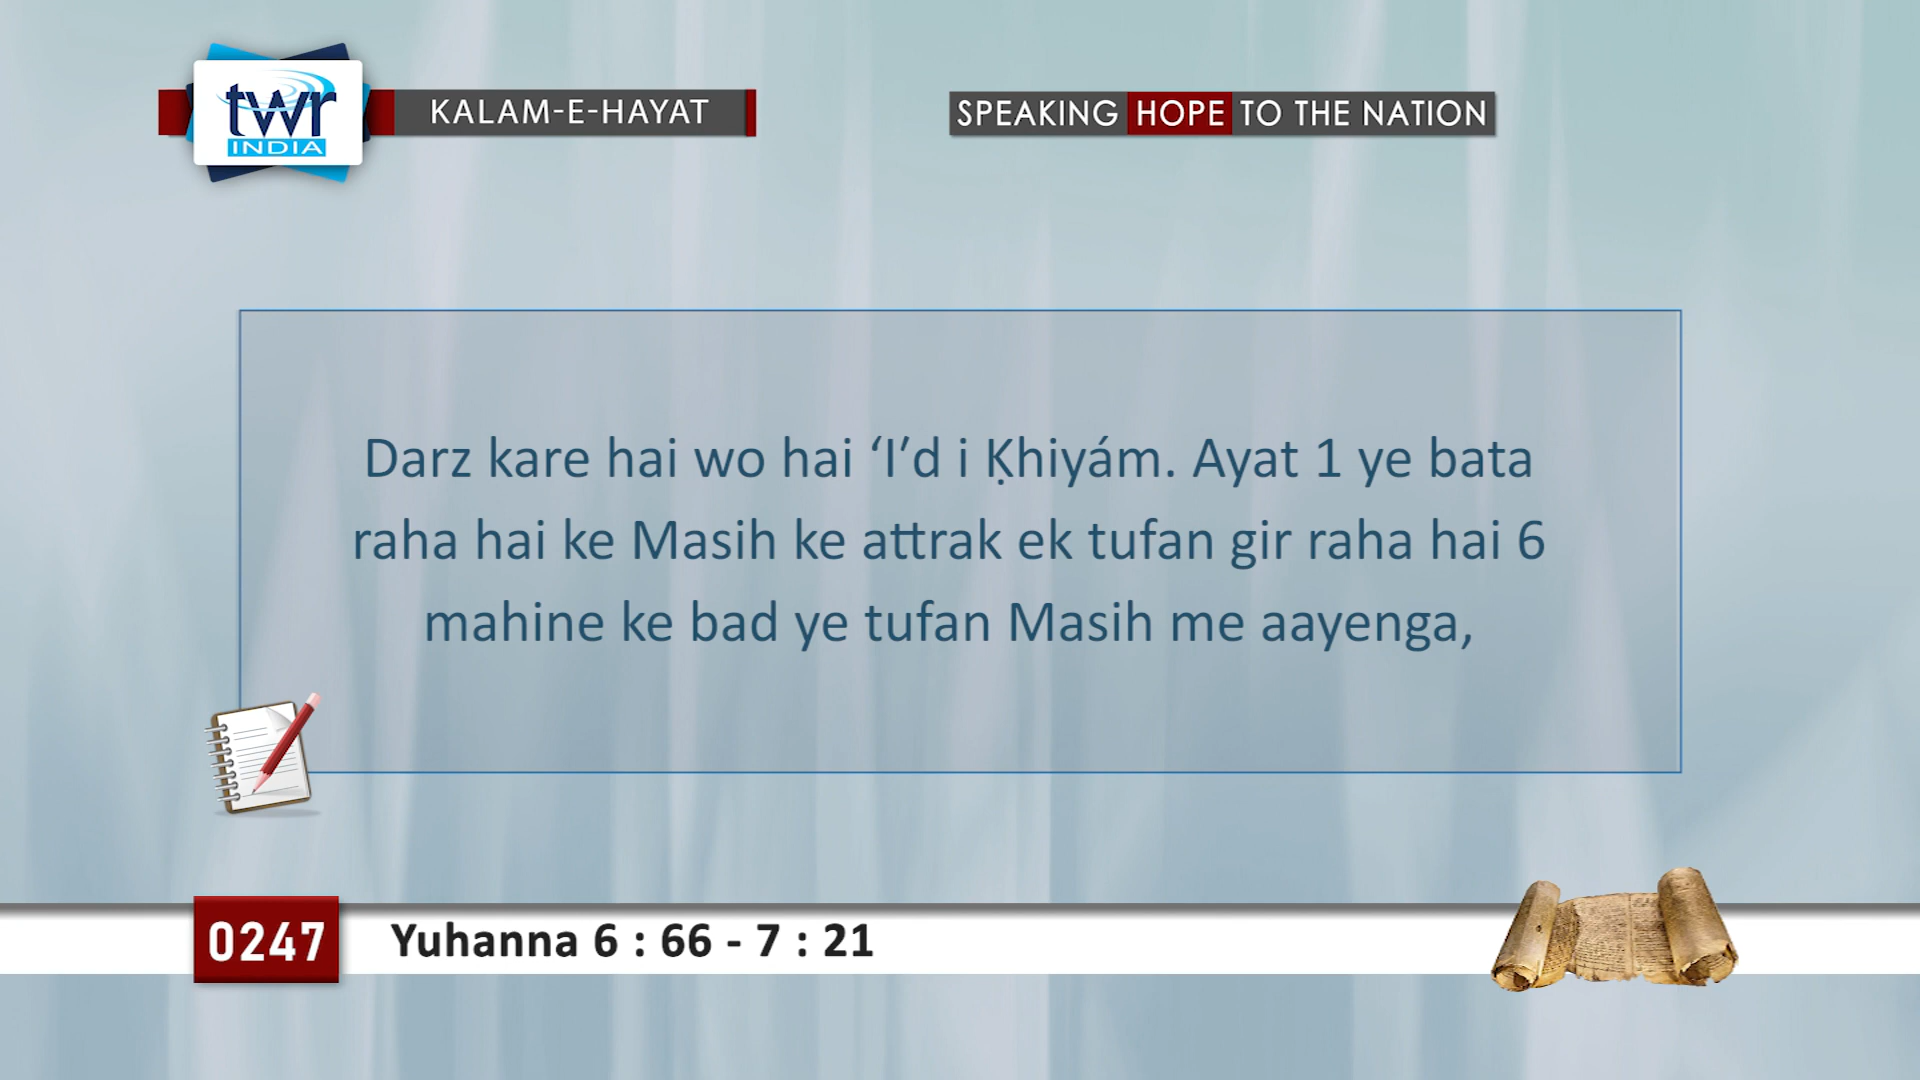 twr
INDIA
KALAM-E-HAYAT
SPEAKING HOPE TO THE NATION
Darz kare hai wo hai ‘I’d i Ḳhiyám. Ayat 1 ye bata
raha hai ke Masih ke attrak ek tufan gir raha hai 6
mahine ke bad ye tufan Masih me aayenga,
0247
Yuhanna 6 : 66 - 7 : 21